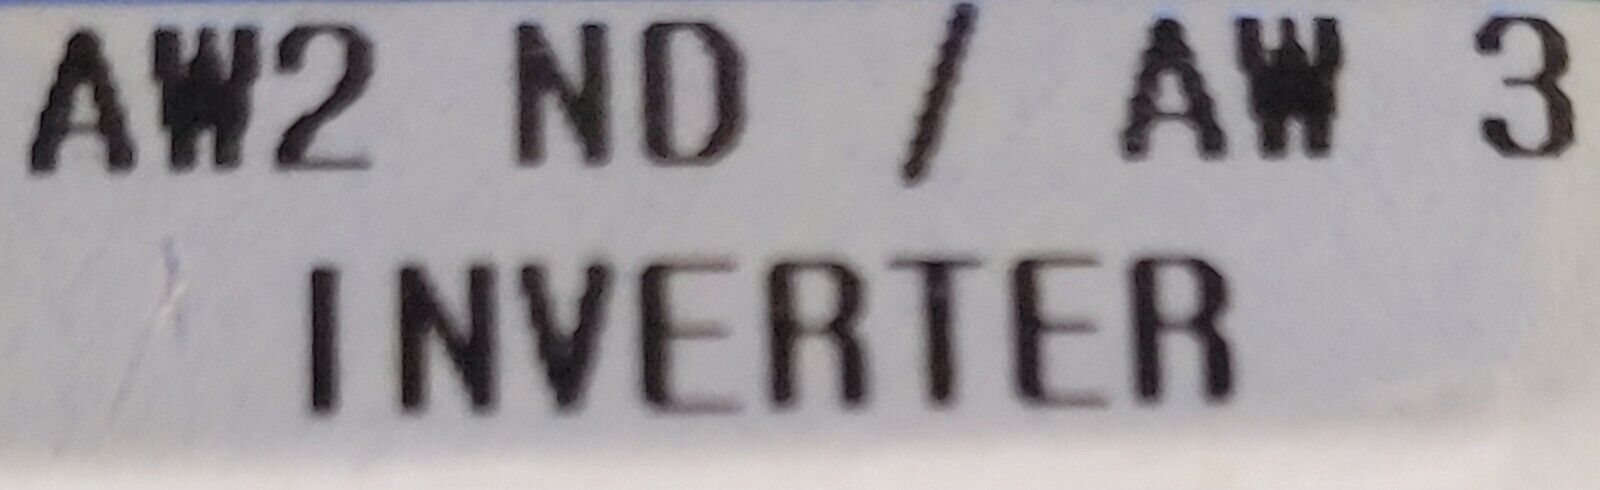 AW2 ND / AW 3
INVERTER